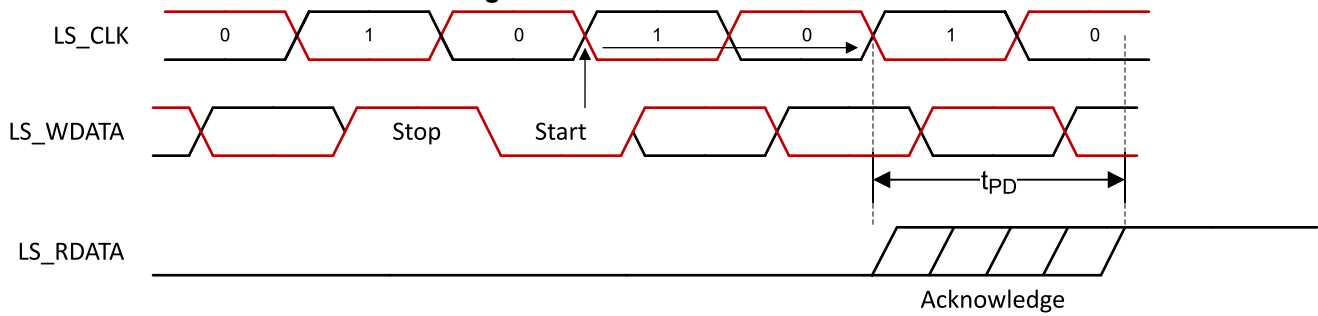 LS_CLK 0 1 0 1 0 1 0
LS_WDATA Stop Start
tPD
LS_RDATA
Acknowledge